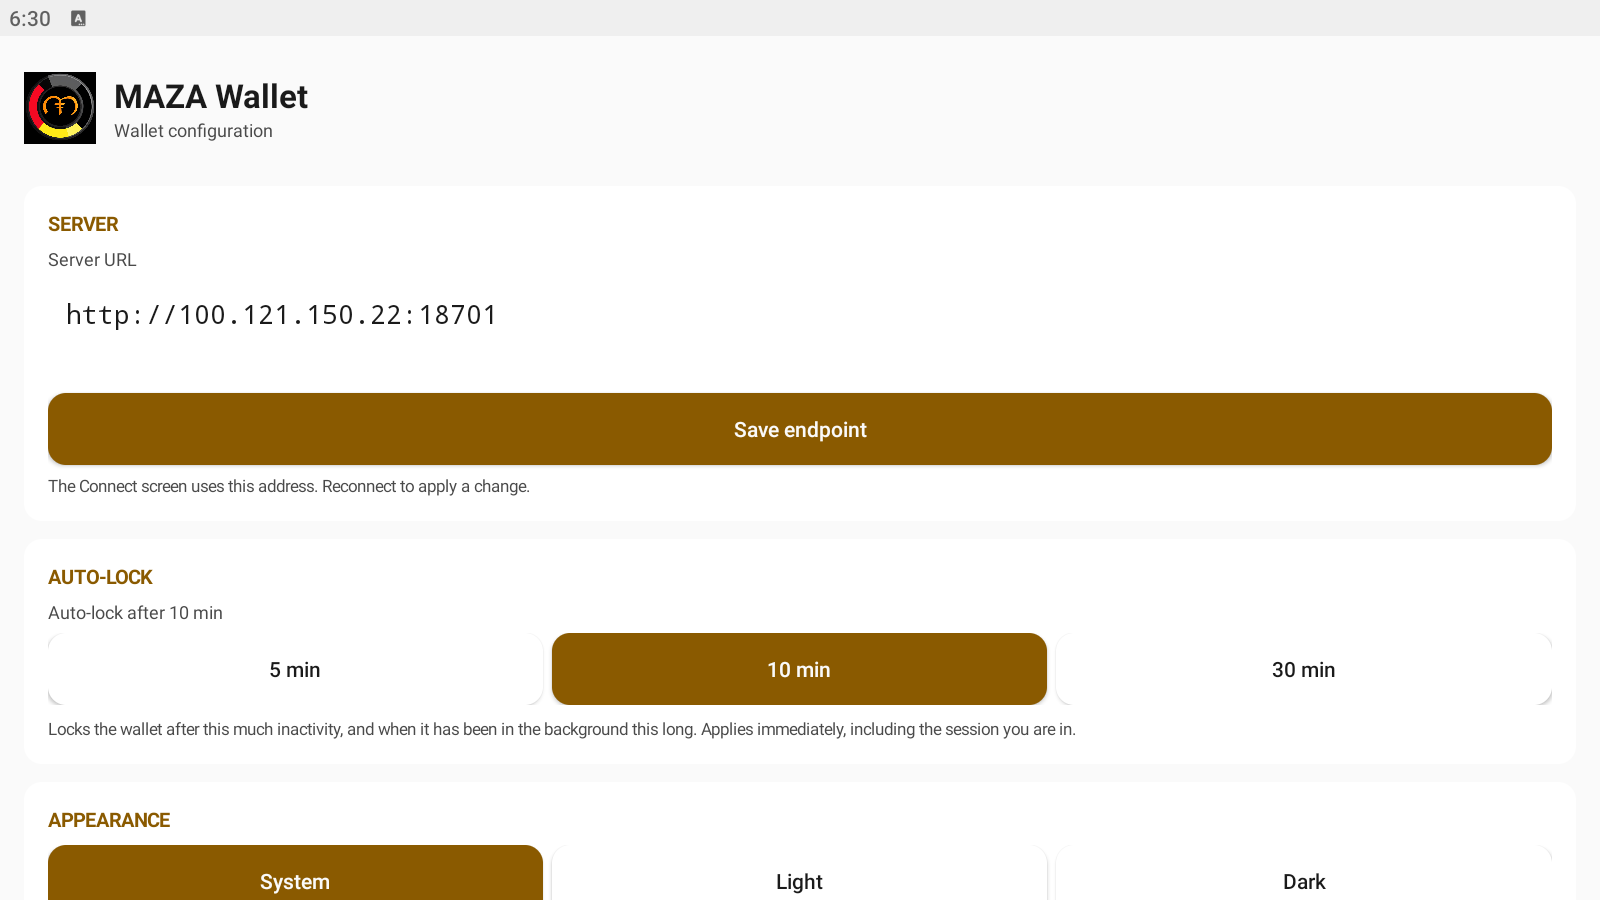 6:30
MAZA Wallet
Wallet configuration
SERVER
Server URL
http://100.121.150.22:18701
Save endpoint
The Connect screen uses this address. Reconnect to apply a change.
AUTO-LOCK
Auto-lock after 10 min
5 min
10 min
30 min
Locks the wallet after this much inactivity, and when it has been in the background this long. Applies immediately, including the session you are in.
APPEARANCE
System
Light
Dark